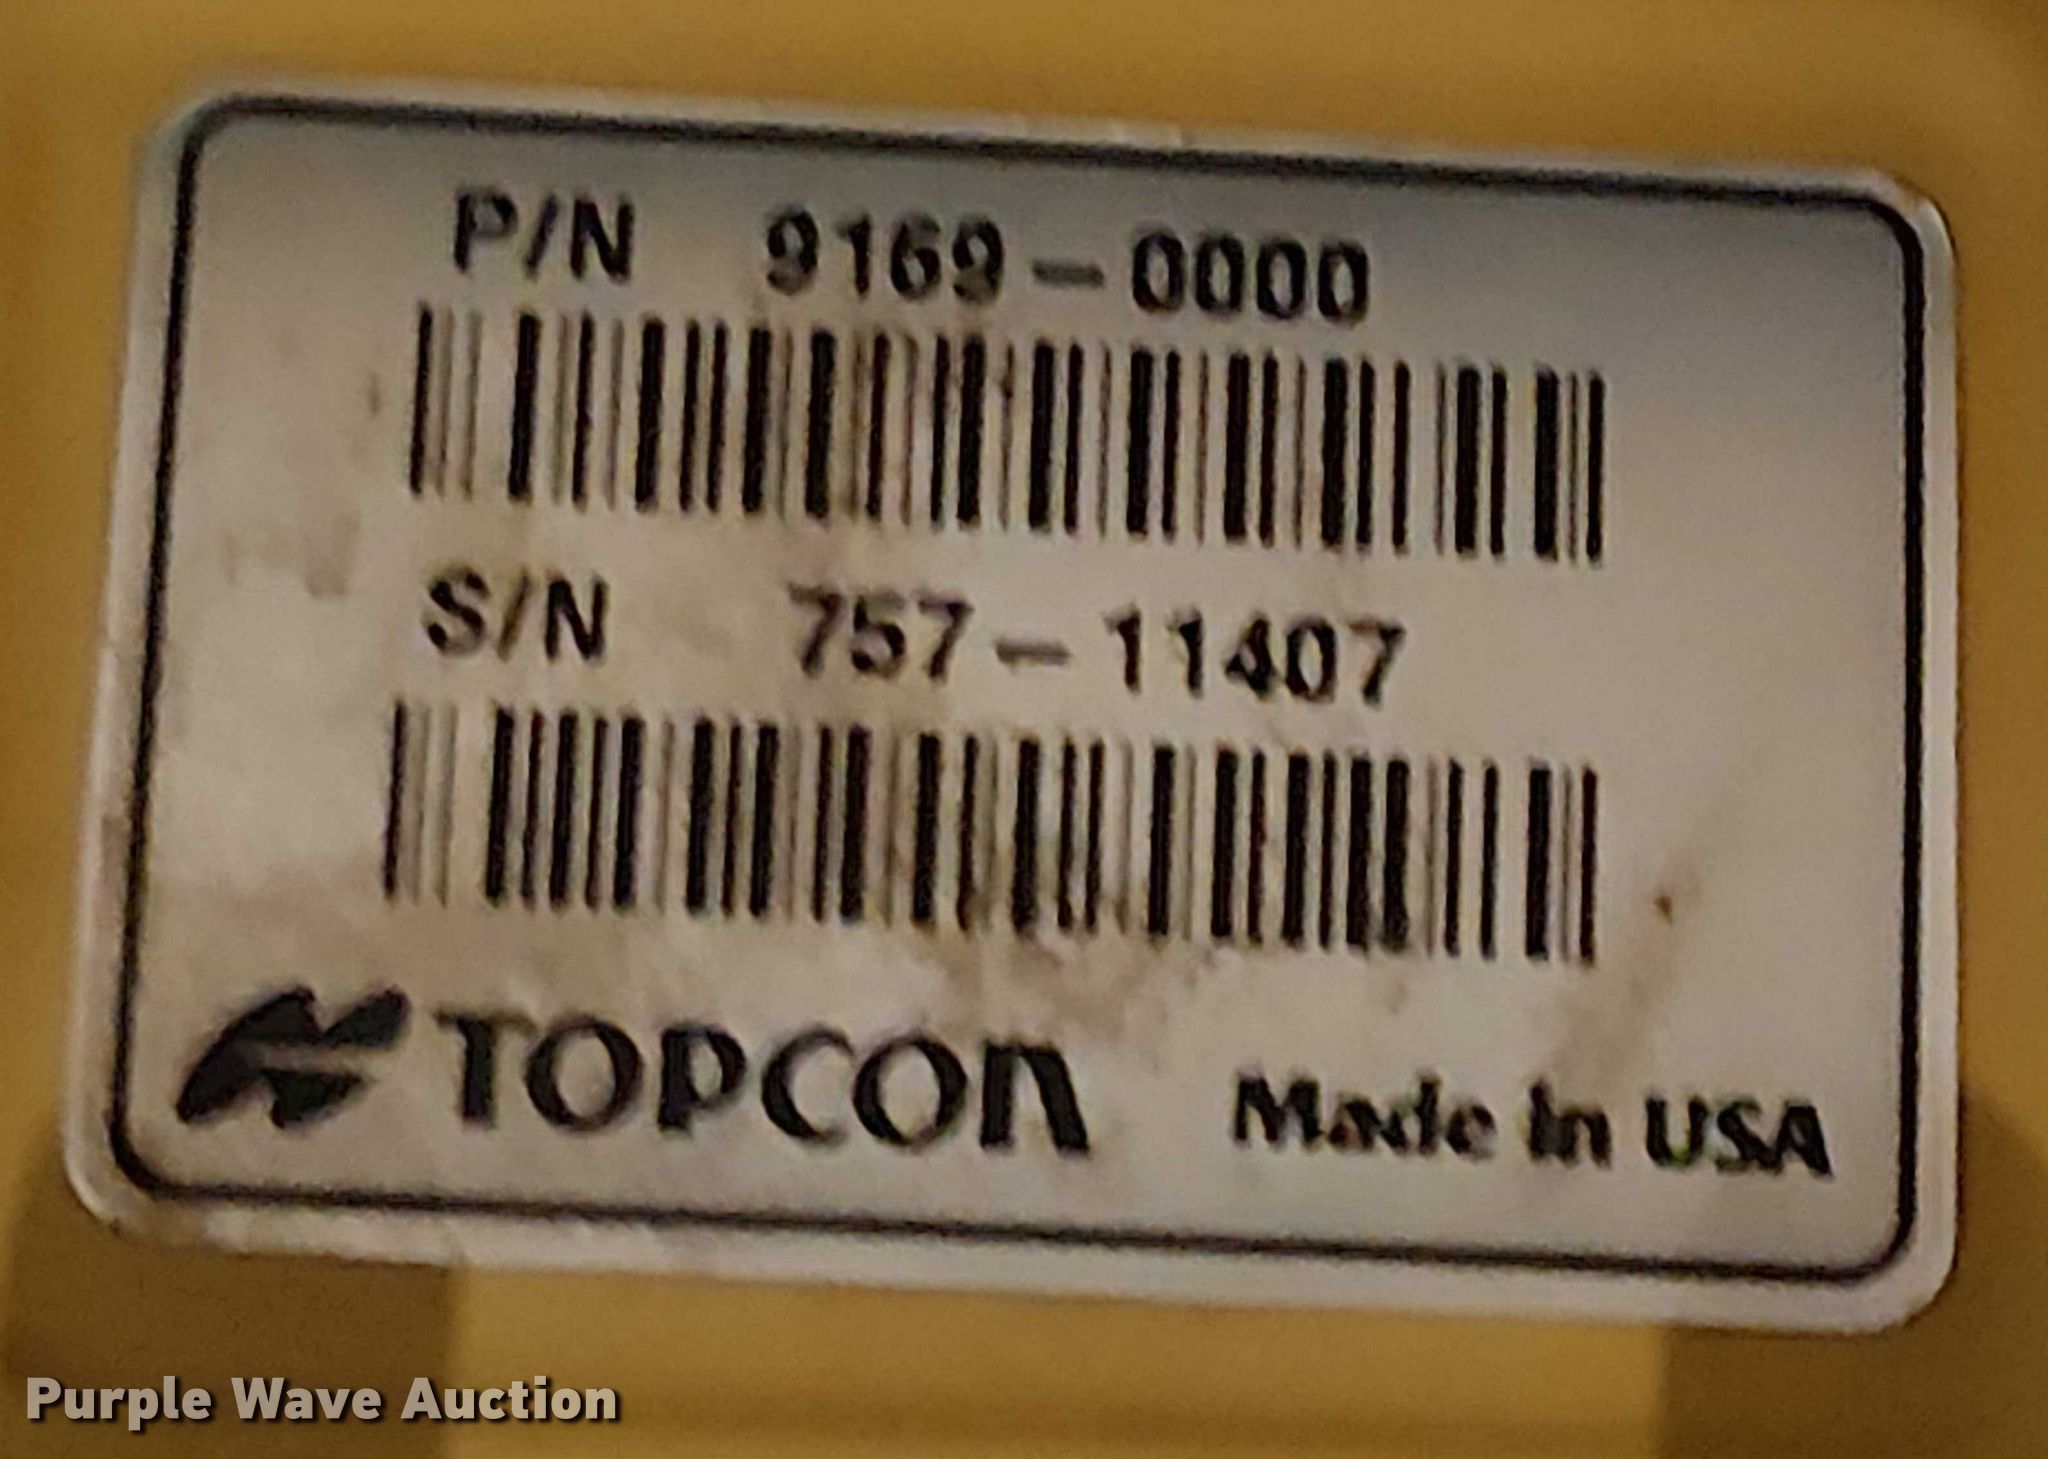 P/N 9169-0000
S/N 757-11407
TOPCON Made in USA
Purple Wave Auction